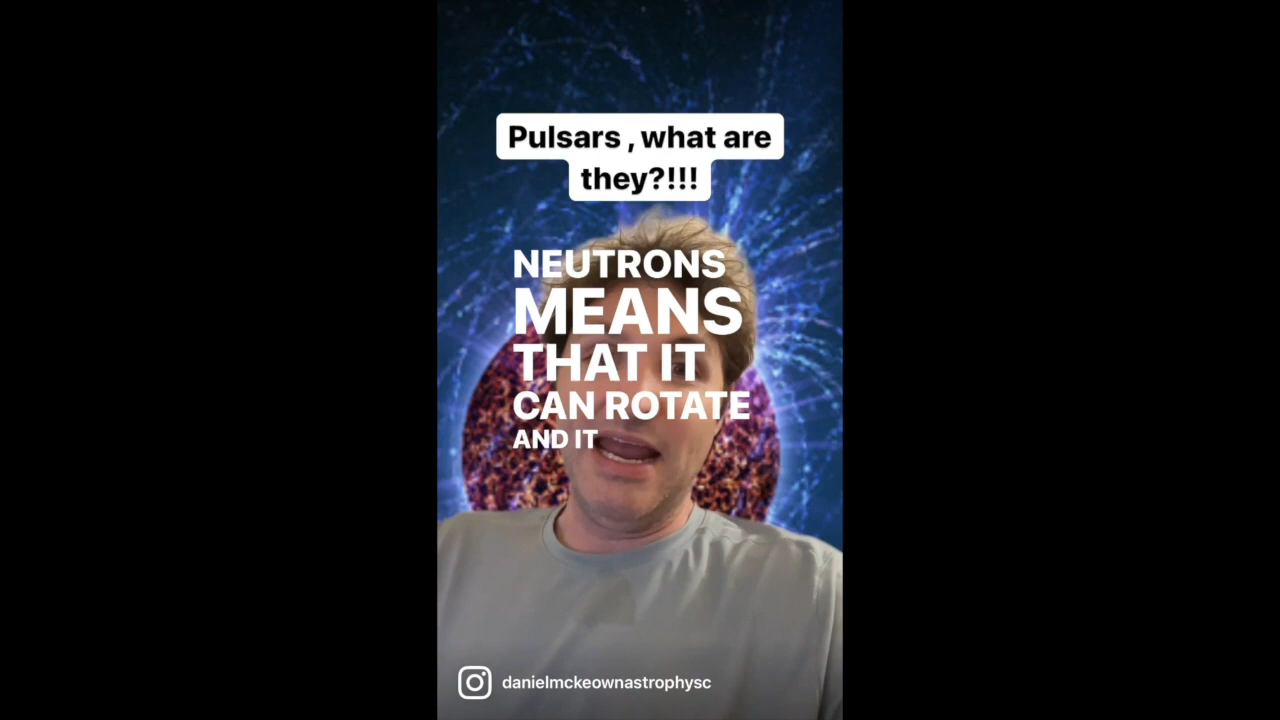 Pulsars , what are
they?!!!
NEUTRONS
MEANS
THAT IT
CAN ROTATE
AND IT
danielmckeownastrophysc